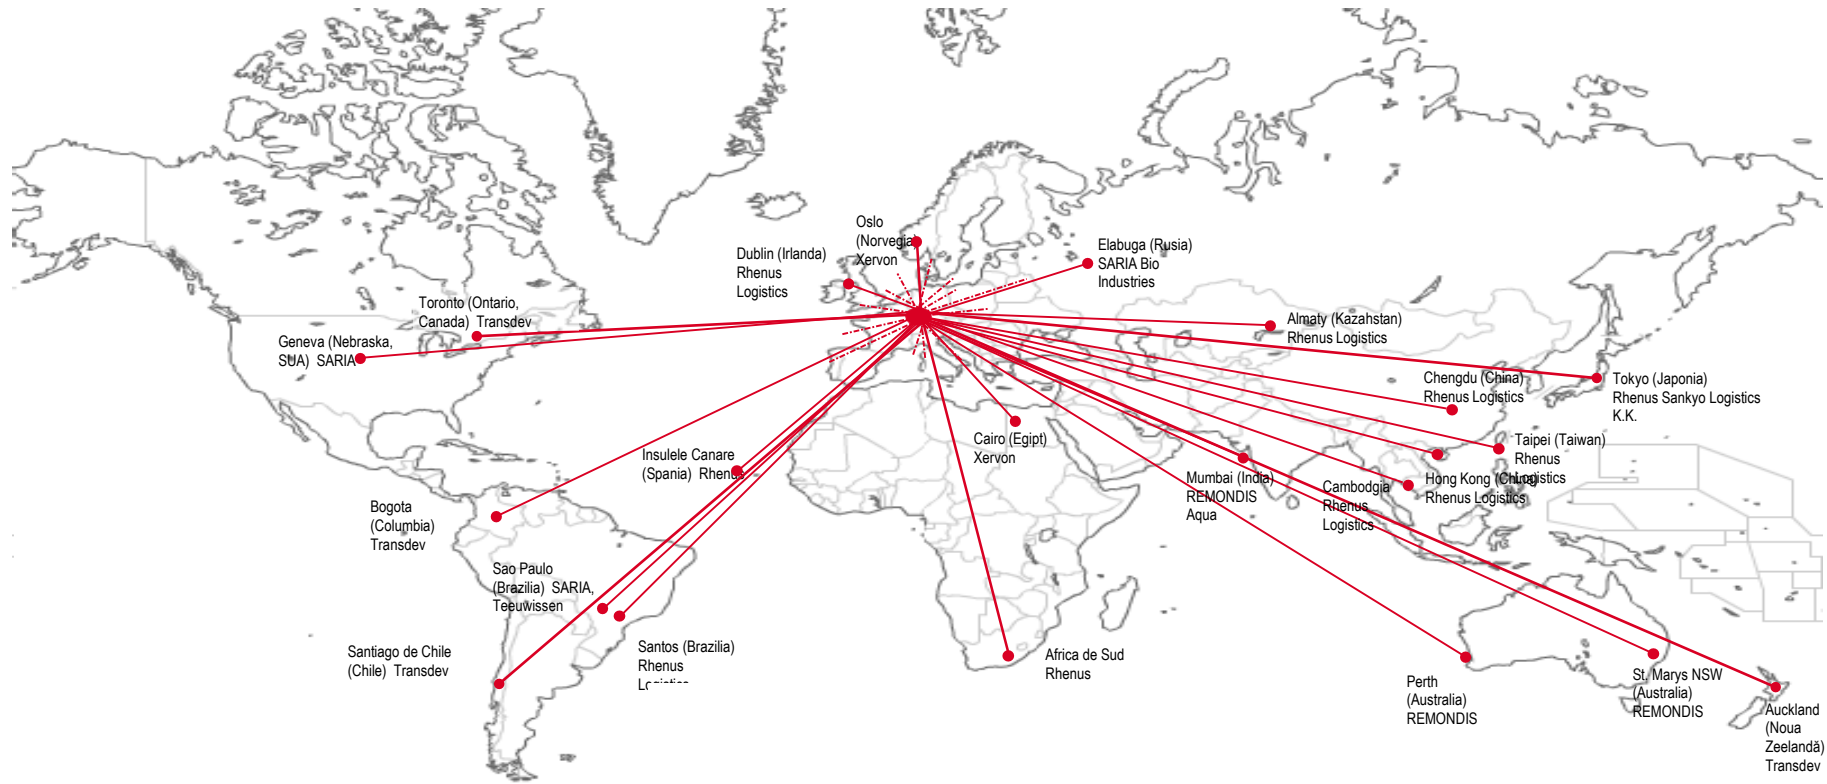 Oslo
(Norvegia)
Xervon
Dublin (Irlanda)
Rhenus
Logistics
Elabuga (Rusia)
SARIA Bio
Industries
Toronto (Ontario,
Canada) Transdev
Geneva (Nebraska,
SUA) SARIA
Almaty (Kazahstan)
Rhenus Logistics
Chengdu (China)
Rhenus Logistics
Tokyo (Japonia)
Rhenus Sankyo Logistics
K.K.
Cairo (Egipt)
Xervon
Taipei (Taiwan)
Rhenus
Logistics
Insulele Canare
(Spania) Rhenus
Mumbai (India)
REMONDIS
Aqua
Cambodgia
Rhenus
Logistics
Hong Kong (China)
Rhenus Logistics
Bogota
(Columbia)
Transdev
Sao Paulo
(Brazilia) SARIA,
Teeuwissen
Santiago de Chile
(Chile) Transdev
Santos (Brazilia)
Rhenus
Logistics
Africa de Sud
Rhenus
Perth
(Australia)
REMONDIS
St. Marys NSW
(Australia)
REMONDIS
Auckland
(Noua
Zeelandă)
Transdev